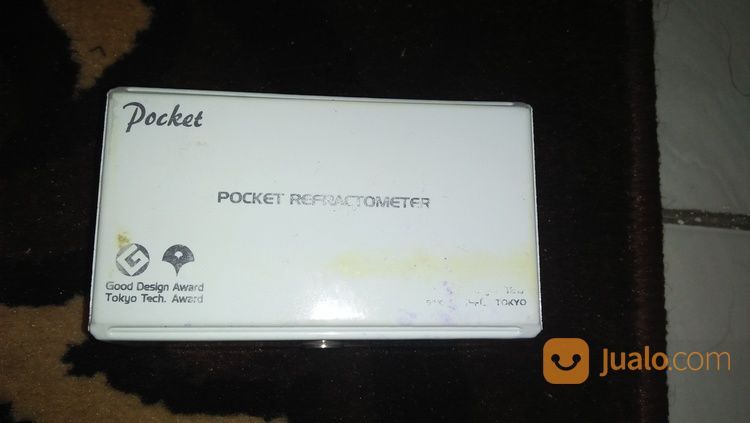 Pocket
POCKET REFRACTOMETER
Good Design Award
Tokyo Tech. Award
TOKYO
jualo.com